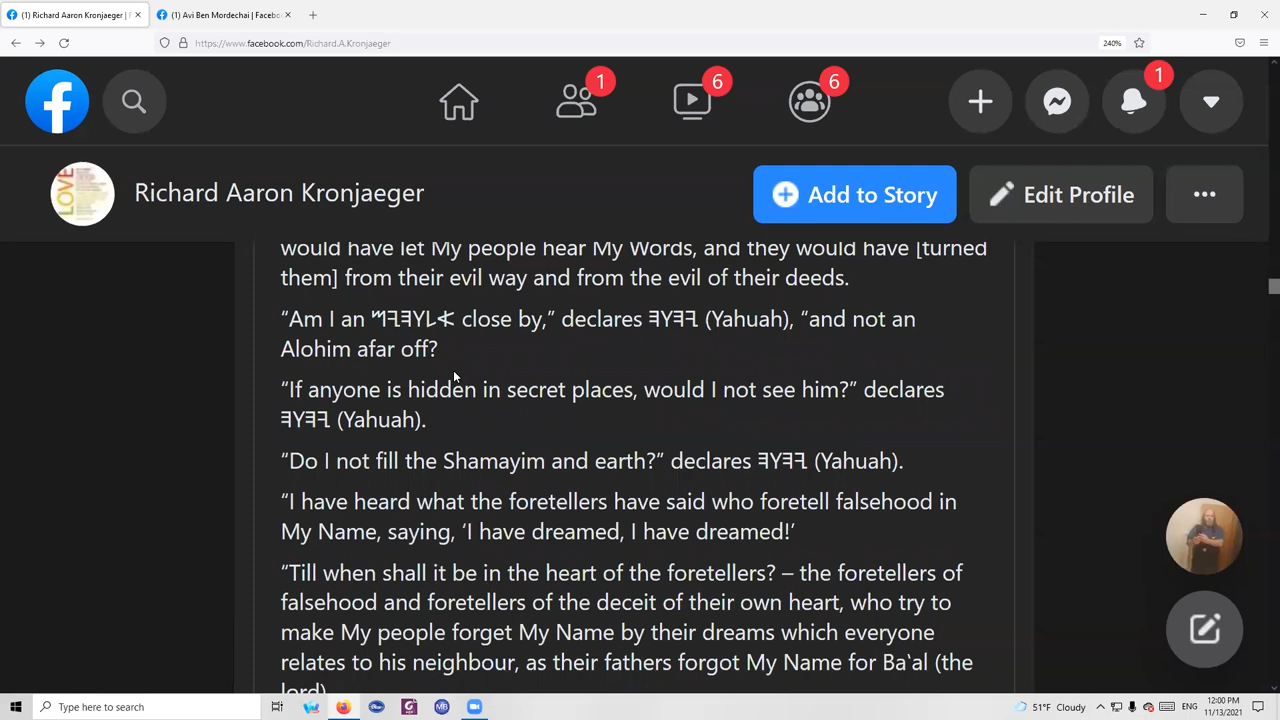 (1) Richard Aaron Kronjaeger | F
(1) Avi Ben Mordechai | Facebo
https://www.facebook.com/Richard.A.Kronjaeger
240%
1
6
6
1
LOVE
Richard Aaron Kronjaeger
Add to Story
Edit Profile
would have let My people hear My Words, and they would have [turned
them] from their evil way and from the evil of their deeds.
“Am I an 𐤌𐤉𐤄𐤅𐤋𐤀 close by,” declares 𐤄𐤅𐤄𐤉 (Yahuah), “and not an
Alohim afar off?
“If anyone is hidden in secret places, would I not see him?” declares
𐤄𐤅𐤄𐤉 (Yahuah).
“Do I not fill the Shamayim and earth?” declares 𐤄𐤅𐤄𐤉 (Yahuah).
“I have heard what the foretellers have said who foretell falsehood in
My Name, saying, ‘I have dreamed, I have dreamed!’
“Till when shall it be in the heart of the foretellers? – the foretellers of
falsehood and foretellers of the deceit of their own heart, who try to
make My people forget My Name by their dreams which everyone
relates to his neighbour, as their fathers forgot My Name for Ba‛al (the
lord)
Type here to search
MB
51°F Cloudy
ENG
12:00 PM
11/13/2021